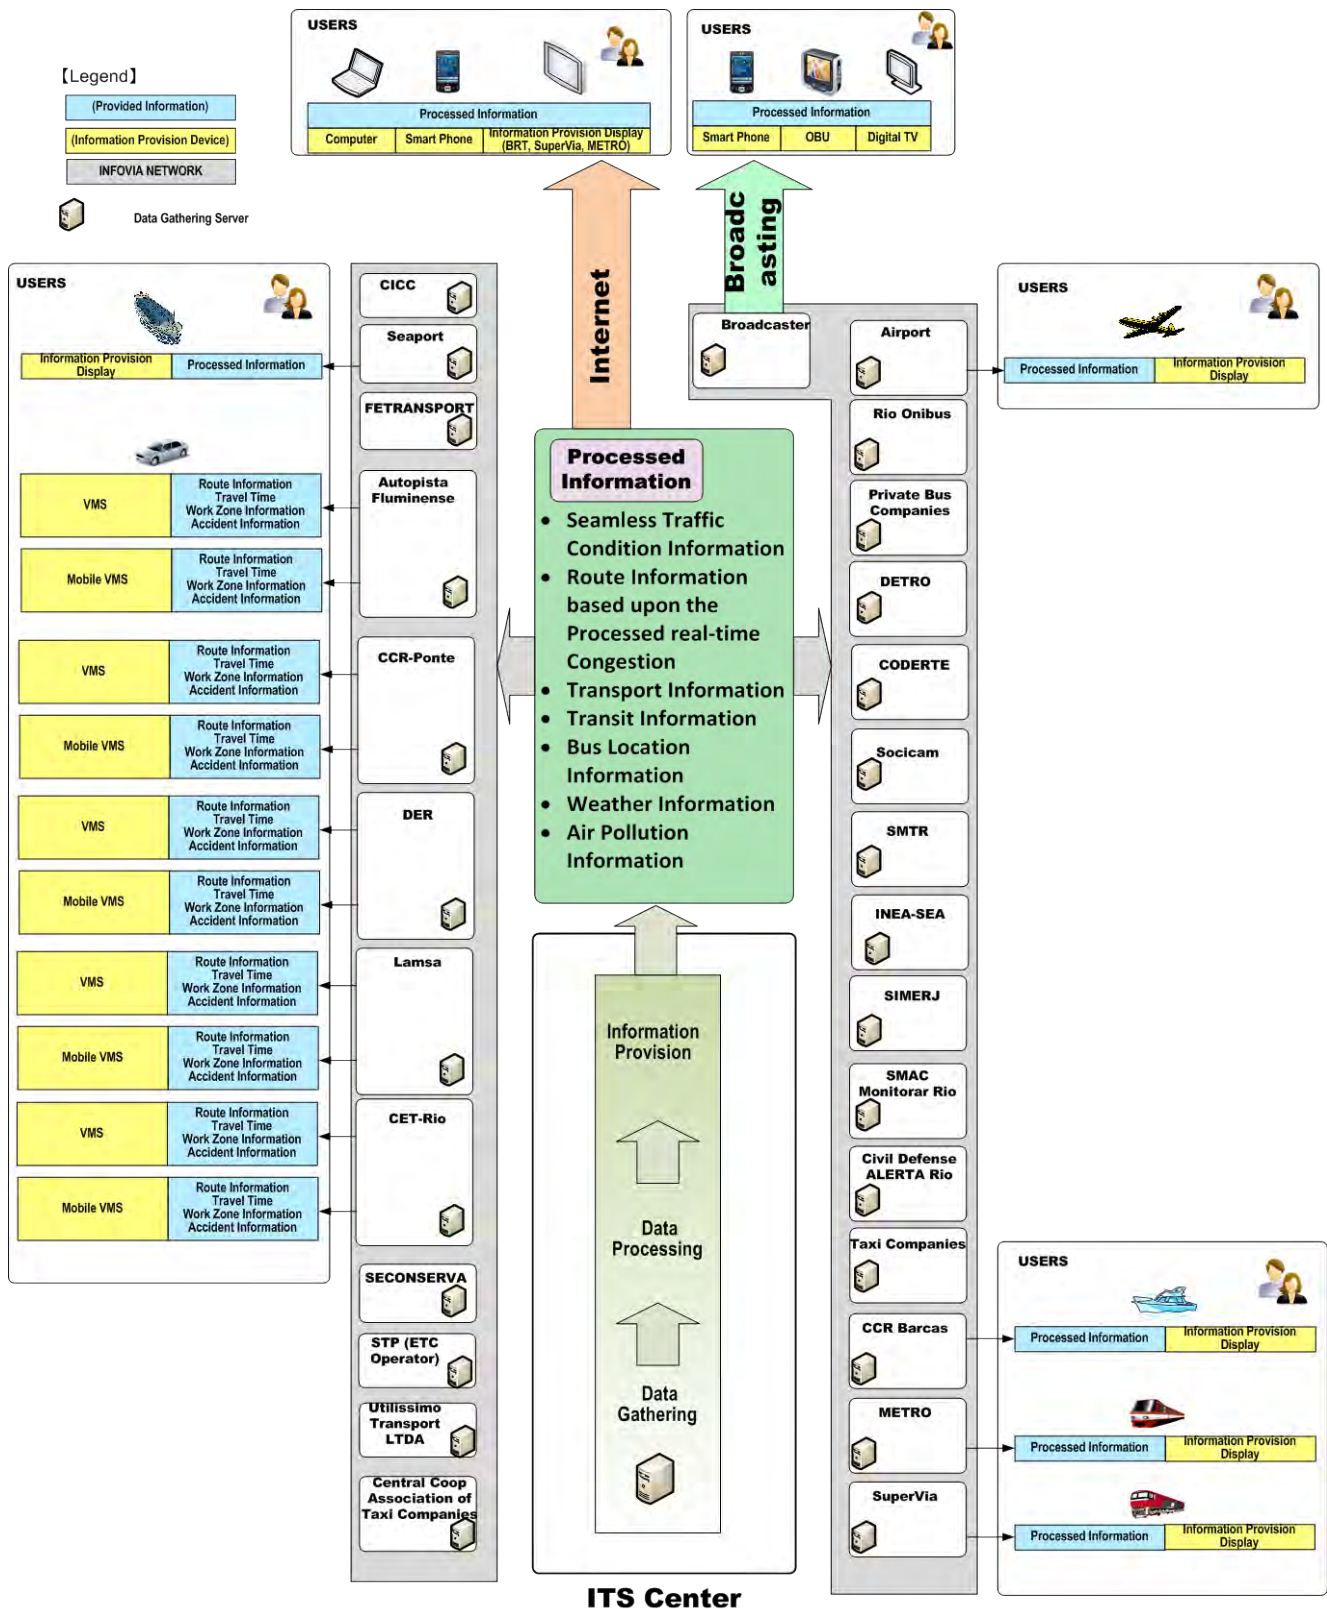 USERS
Processed Information
Computer
Smart Phone
Information Provision Display
(BRT, SuperVia, METRO)
USERS
Processed Information
Smart Phone
OBU
Digital TV
【Legend】
(Provided Information)
(Information Provision Device)
INFOVIA NETWORK
Data Gathering Server
Internet
Broadc
asting
USERS
Information Provision
Display
Processed Information
VMS
Route Information
Travel Time
Work Zone Information
Accident Information
Mobile VMS
Route Information
Travel Time
Work Zone Information
Accident Information
VMS
Route Information
Travel Time
Work Zone Information
Accident Information
Mobile VMS
Route Information
Travel Time
Work Zone Information
Accident Information
VMS
Route Information
Travel Time
Work Zone Information
Accident Information
Mobile VMS
Route Information
Travel Time
Work Zone Information
Accident Information
VMS
Route Information
Travel Time
Work Zone Information
Accident Information
Mobile VMS
Route Information
Travel Time
Work Zone Information
Accident Information
VMS
Route Information
Travel Time
Work Zone Information
Accident Information
Mobile VMS
Route Information
Travel Time
Work Zone Information
Accident Information
CICC
Seaport
FETRANSPORT
Autopista
Fluminense
CCR-Ponte
DER
Lamsa
CET-Rio
SECONSERVA
STP (ETC
Operator)
Utilissimo
Transport
LTDA
Central Coop
Association of
Taxi Companies
Processed
Information
• Seamless Traffic
Condition Information
• Route Information
based upon the
Processed real-time
Congestion
• Transport Information
• Transit Information
• Bus Location
Information
• Weather Information
• Air Pollution
Information
Information
Provision
Data
Processing
Data
Gathering
ITS Center
Broadcaster
Airport
Rio Onibus
Private Bus
Companies
DETRO
CODERTE
Socicam
SMTR
INEA-SEA
SIMERJ
SMAC
Monitorar Rio
Civil Defense
ALERTA Rio
Taxi Companies
CCR Barcas
METRO
SuperVia
USERS
Processed Information
Information Provision
Display
USERS
Processed Information
Information Provision
Display
Processed Information
Information Provision
Display
Processed Information
Information Provision
Display